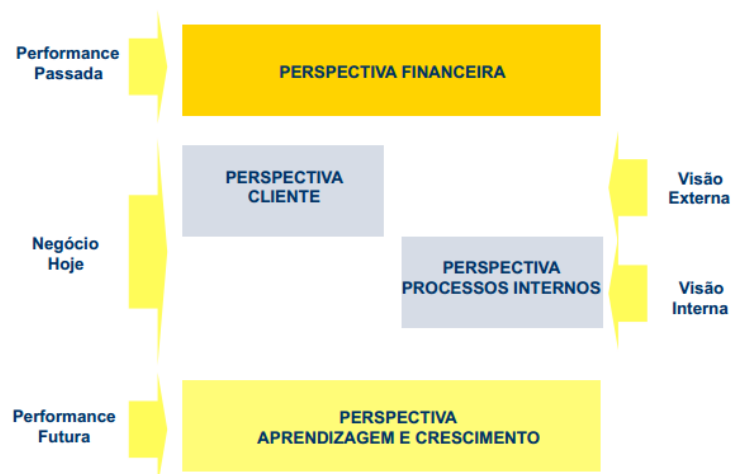 Performance
Passada
PERSPECTIVA FINANCEIRA
PERSPECTIVA
CLIENTE
Visão
Externa
Negócio
Hoje
PERSPECTIVA
PROCESSOS INTERNOS
Visão
Interna
Performance
Futura
PERSPECTIVA
APRENDIZAGEM E CRESCIMENTO